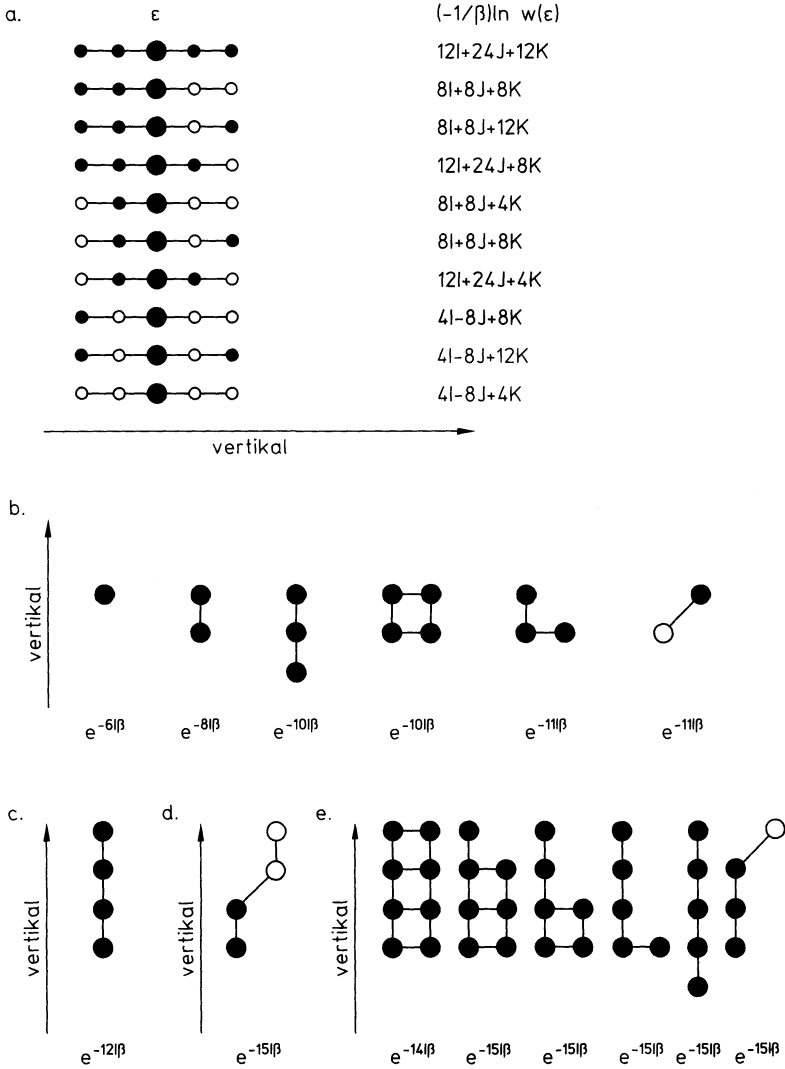 a. ε (-1/β)ln w(ε)
12I+24J+12K
8I+8J+8K
8I+8J+12K
12I+24J+8K
8I+8J+4K
8I+8J+8K
12I+24J+4K
4I-8J+8K
4I-8J+12K
4I-8J+4K
vertikal
b.
vertikal
e⁻⁶ᴵᵝ e⁻⁸ᴵᵝ e⁻¹⁰ᴵᵝ e⁻¹⁰ᴵᵝ e⁻¹¹ᴵᵝ e⁻¹¹ᴵᵝ
c. d. e.
vertikal vertikal vertikal
e⁻¹²ᴵᵝ e⁻¹⁵ᴵᵝ e⁻¹⁴ᴵᵝ e⁻¹⁵ᴵᵝ e⁻¹⁵ᴵᵝ e⁻¹⁵ᴵᵝ e⁻¹⁵ᴵᵝ e⁻¹⁵ᴵᵝ